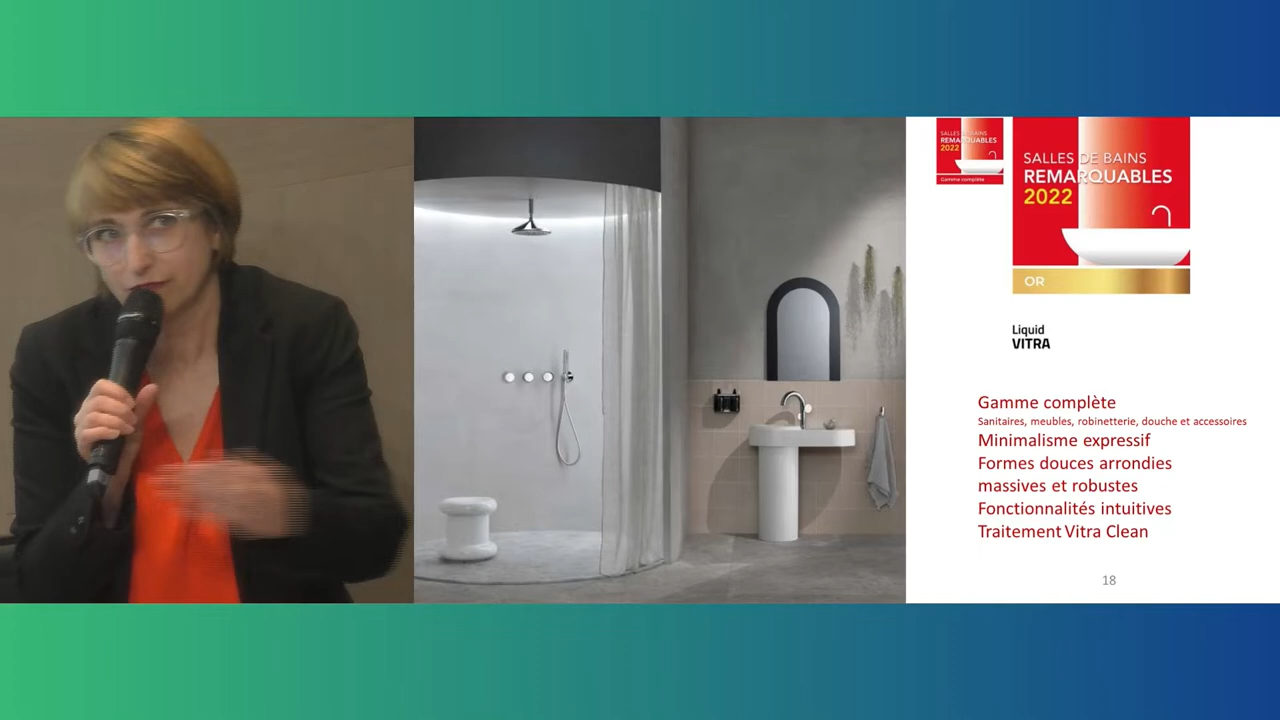 SALLES DE BAINS
REMARQUABLES
2022
Gamme complète
SALLES DE BAINS
REMARQUABLES
2022
OR
Liquid
VITRA
Gamme complète
Sanitaires, meubles, robinetterie, douche et accessoires
Minimalisme expressif
Formes douces arrondies
massives et robustes
Fonctionnalités intuitives
Traitement Vitra Clean
18